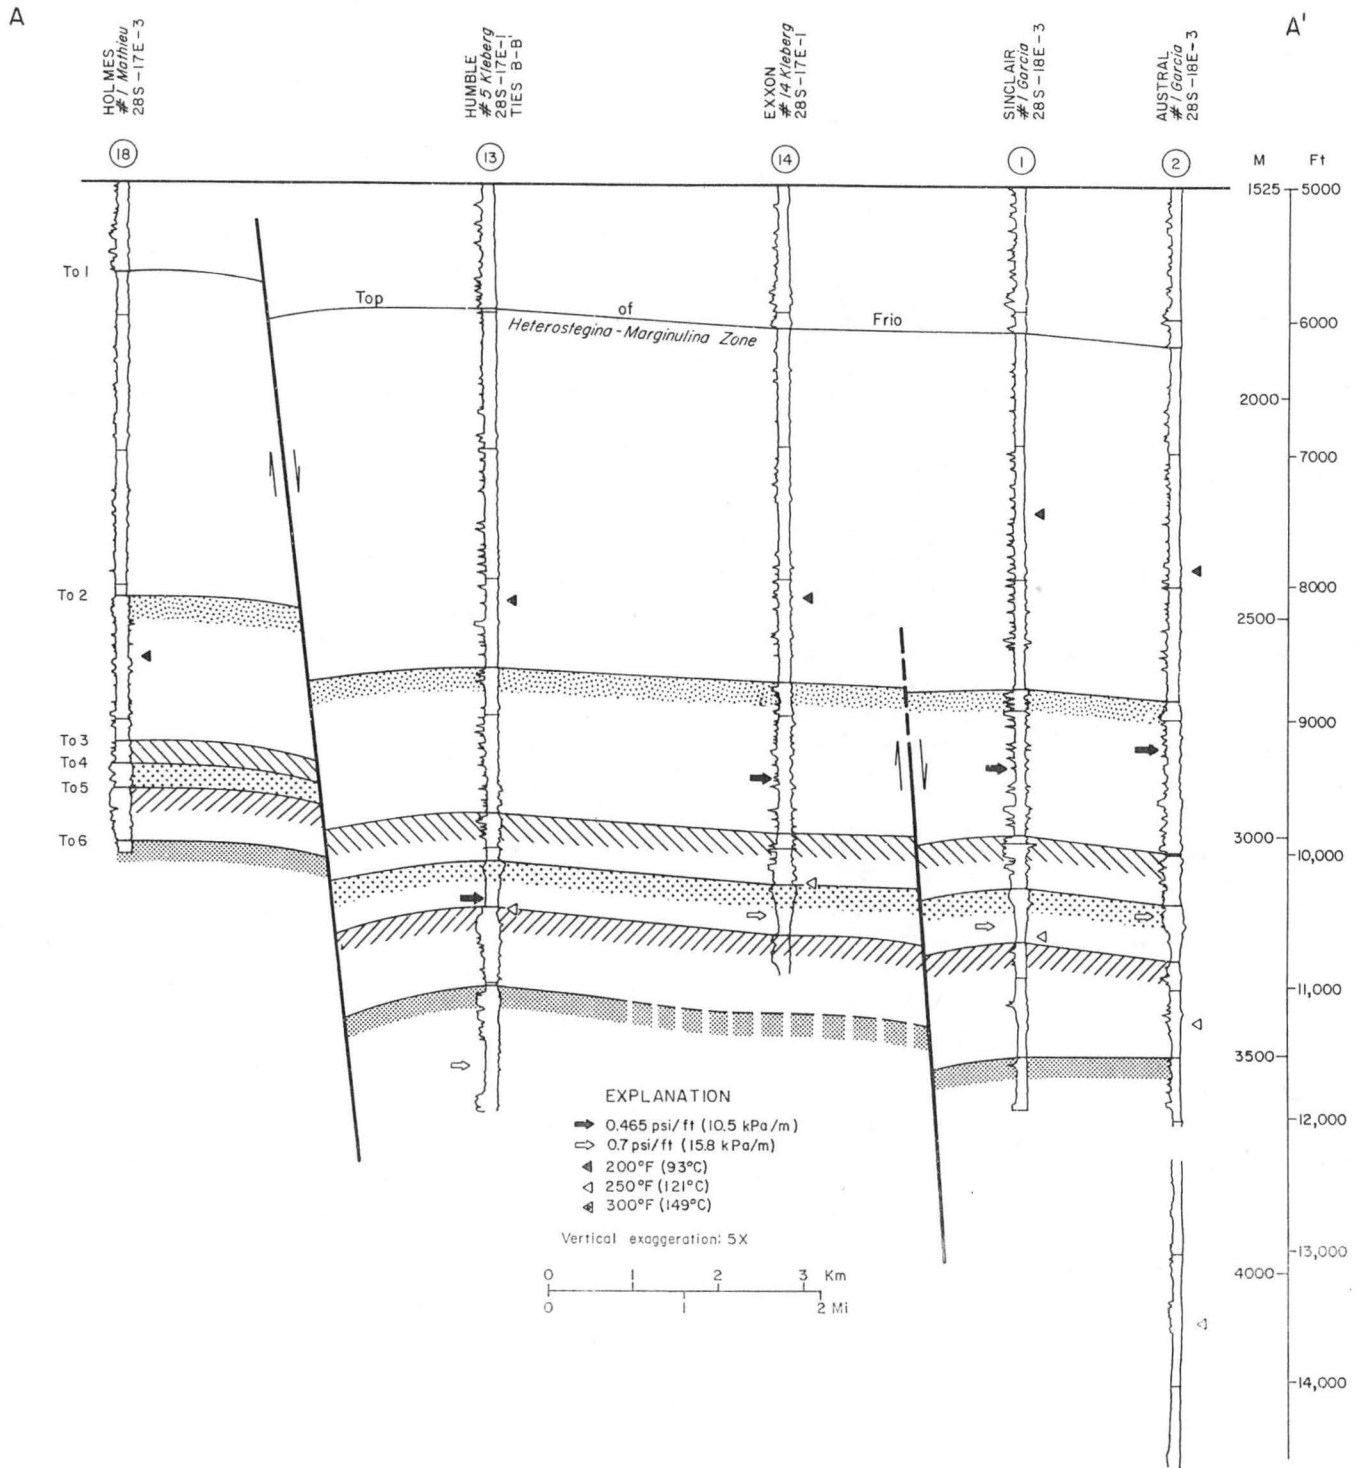 A
A'
HOLMES
#1 Mathieu
28S-17E-3
HUMBLE
#5 Kleberg
28S-17E-1
TIES B-B'
EXXON
#14 Kleberg
28S-17E-1
SINCLAIR
#1 Garcia
28S-18E-3
AUSTRAL
#1 Garcia
28S-18E-3
18
13
14
1
2
M
Ft
1525
5000
To 1
Top of Frio
Heterostegina-Marginulina Zone
6000
2000
7000
To 2
8000
2500
9000
To 3
To 4
To 5
To 6
3000
10,000
11,000
3500
12,000
EXPLANATION
0.465 psi/ft (10.5 kPa/m)
0.7 psi/ft (15.8 kPa/m)
200°F (93°C)
250°F (121°C)
300°F (149°C)
Vertical exaggeration: 5X
13,000
4000
0 1 2 3 Km
0 1 2 Mi
14,000